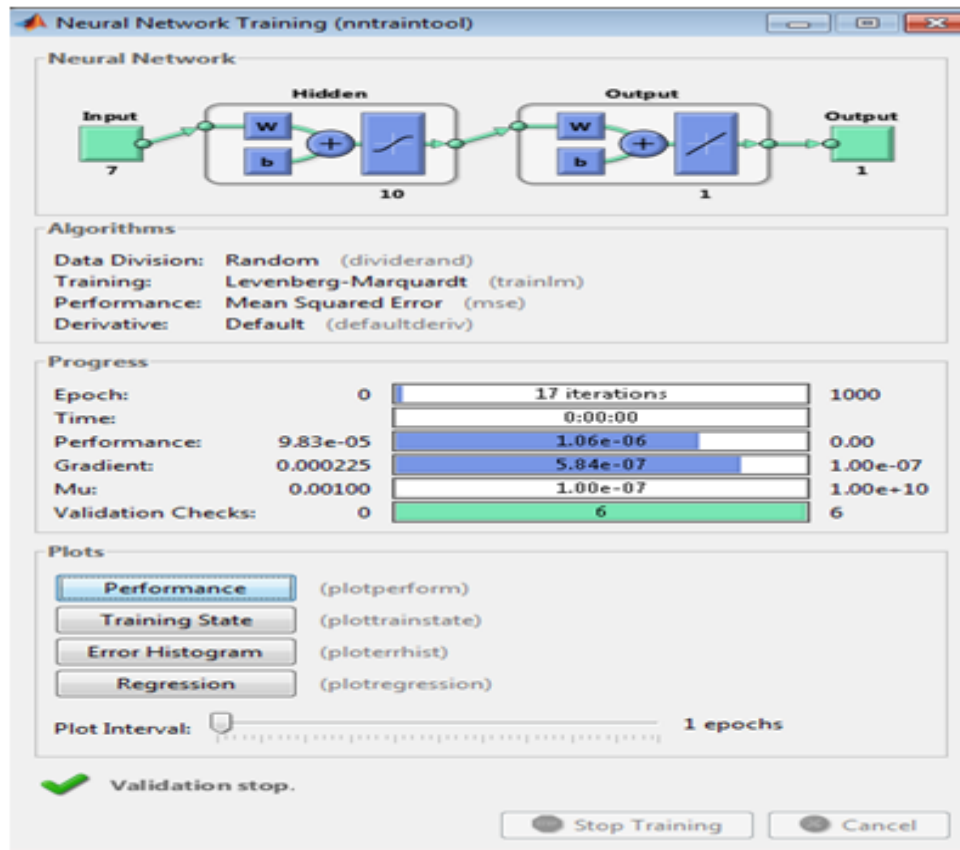 Neural Network Training (nntraintool)
Neural Network
Hidden Output
Input Output
W b + W b +
7 10 1 1
Algorithms
Data Division: Random (dividerand)
Training: Levenberg-Marquardt (trainlm)
Performance: Mean Squared Error (mse)
Derivative: Default (defaultderiv)
Progress
Epoch: 0 17 iterations 1000
Time: 0:00:00
Performance: 9.83e-05 1.06e-06 0.00
Gradient: 0.000225 5.84e-07 1.00e-07
Mu: 0.00100 1.00e-07 1.00e+10
Validation Checks: 0 6 6
Plots
Performance (plotperform)
Training State (plottrainstate)
Error Histogram (ploterrhist)
Regression (plotregression)
Plot Interval: 1 epochs
Validation stop.
Stop Training Cancel